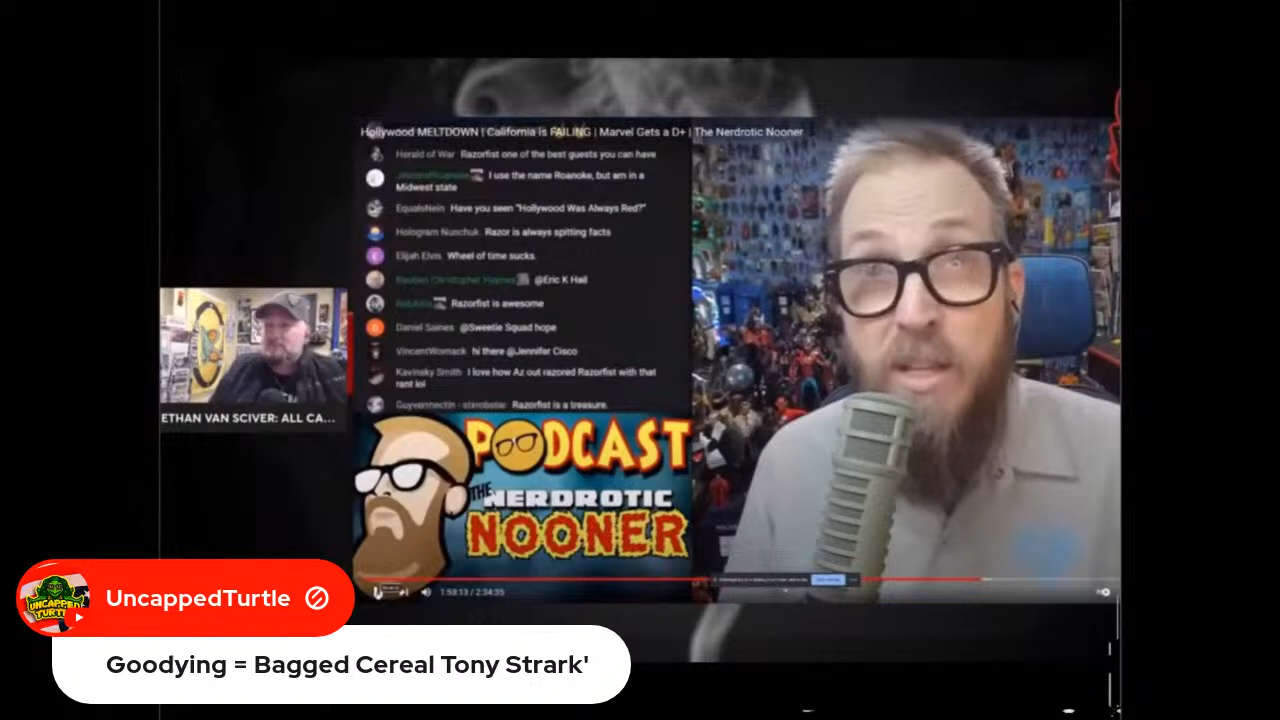 Hollywood MELTDOWN | California is FAILING | Marvel Gets a D+ | The Nerdrotic Nooner
Herald of War Razorfist one of the best guests you can have
I use the name Roanoke, but am in a
Midwest state
EqualsNein Have you seen "Hollywood Was Always Red?"
Hologram Nunchuk Razor is always spitting facts
Elijah Elvis Wheel of time sucks.
@Eric K Hall
Razorfist is awesome
Daniel Saines @Sweetie Squad hope
VincentWomack hi there @Jennifer Cisco
Kavinsky Smith I love how Az out razored Razorfist with that
rant lol
Razorfist is a treasure.
ETHAN VAN SCIVER: ALL CA...
PODCAST
THE NERDROTIC
NOONER
1:53:13 / 2:34:35
UNCAPPED
UncappedTurtle
Goodying = Bagged Cereal Tony Strark'